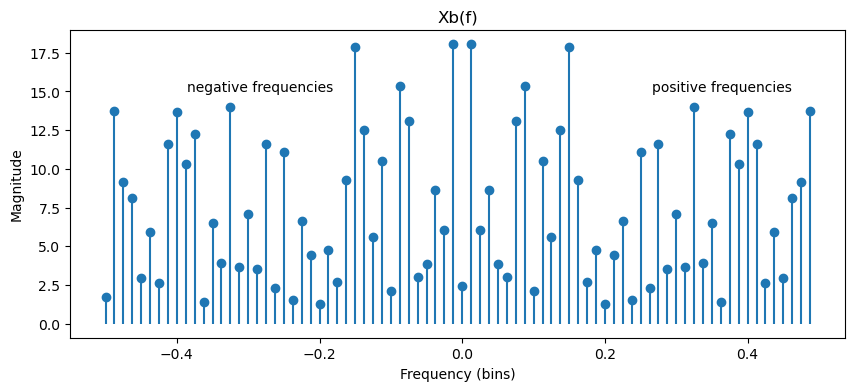 Xb(f)
17.5
15.0
12.5
10.0
7.5
5.0
2.5
0.0
Magnitude
negative frequencies
positive frequencies
−0.4
−0.2
0.0
0.2
0.4
Frequency (bins)